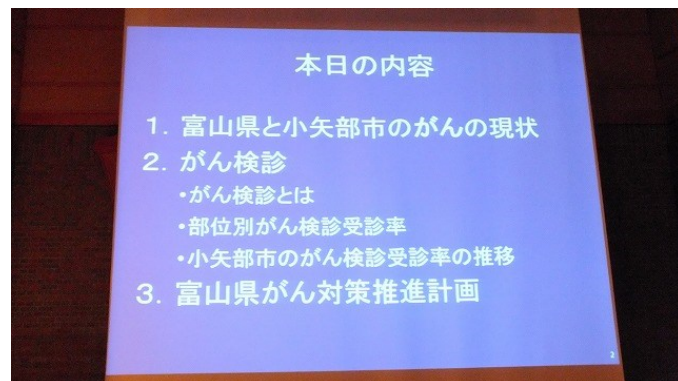 本日の内容
1. 富山県と小矢部市のがんの現状
2. がん検診
・がん検診とは
・部位別がん検診受診率
・小矢部市のがん検診受診率の推移
3. 富山県がん対策推進計画
2